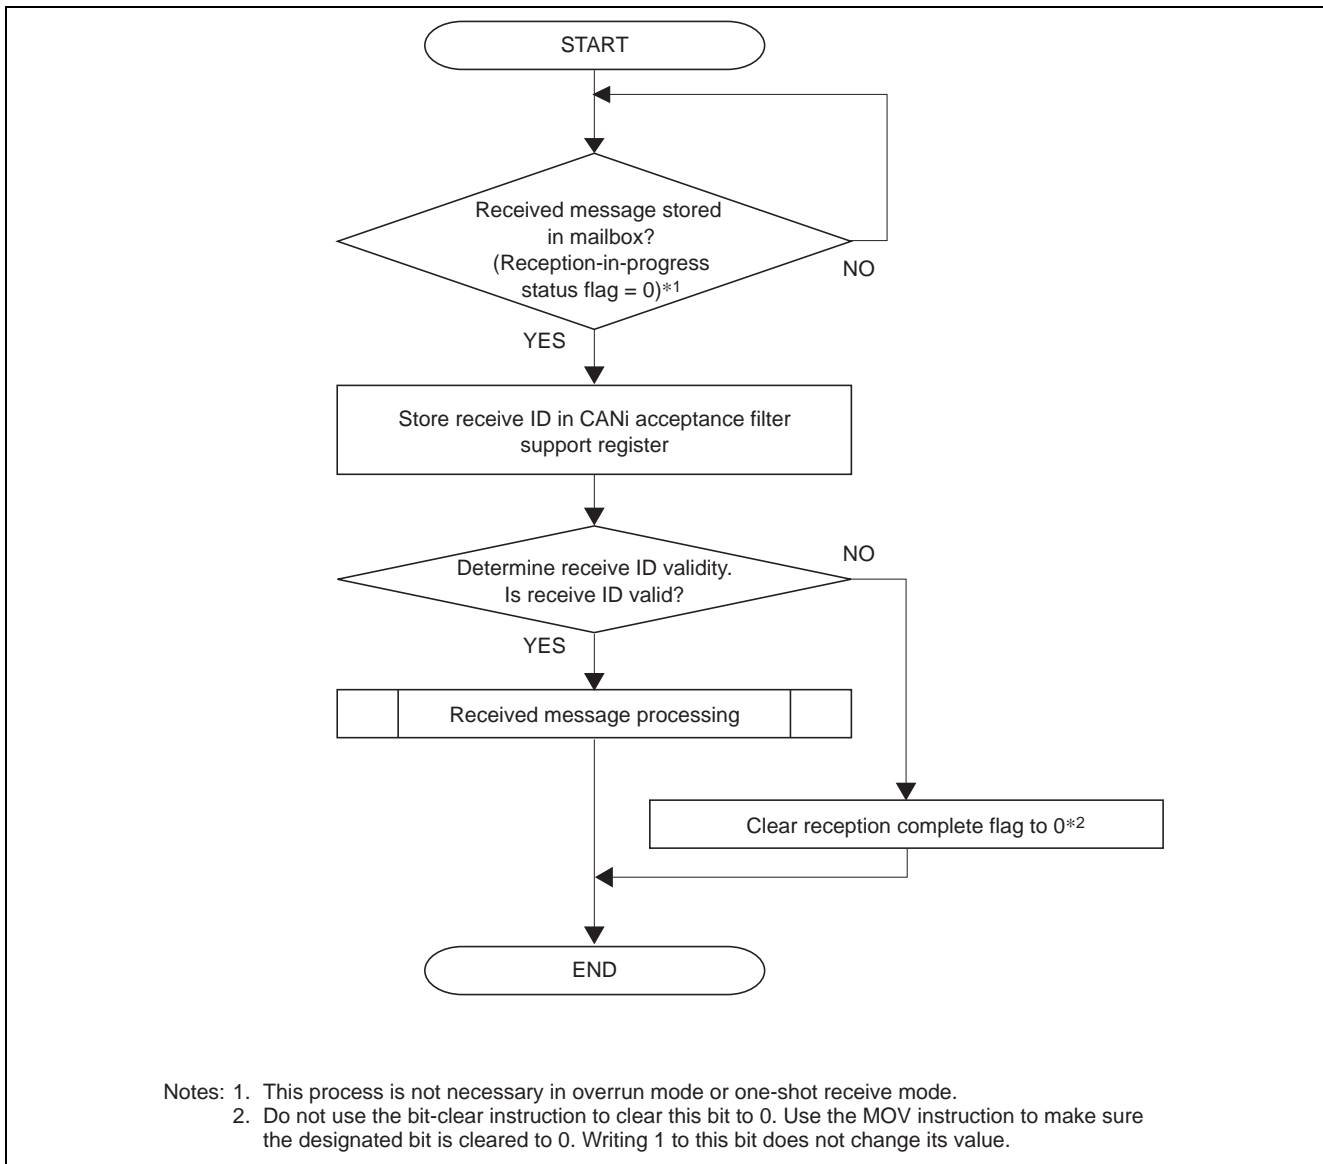 START
Received message stored
in mailbox?
(Reception-in-progress
status flag = 0)*1
NO
YES
Store receive ID in CANi acceptance filter
support register
NO
Determine receive ID validity.
Is receive ID valid?
YES
Received message processing
Clear reception complete flag to 0*2
END
Notes: 1. This process is not necessary in overrun mode or one-shot receive mode.
2. Do not use the bit-clear instruction to clear this bit to 0. Use the MOV instruction to make sure
the designated bit is cleared to 0. Writing 1 to this bit does not change its value.